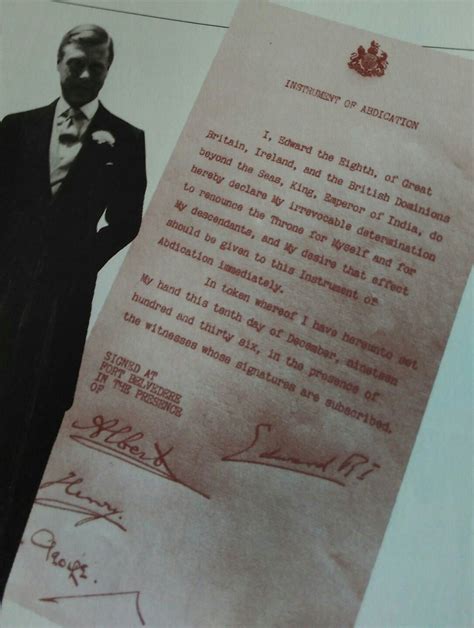 INSTRUMENT OF ABDICATION
I, Edward the Eighth, of Great
Britain, Ireland, and the British Dominions
beyond the Seas, King, Emperor of India, do
hereby declare My irrevocable determination
to renounce the Throne for Myself and for
My descendants, and My desire that effect
should be given to this Instrument of
Abdication immediately.
In token whereof I have hereunto set
My hand this tenth day of December, nineteen
hundred and thirty six, in the presence of
the witnesses whose signatures are subscribed.
SIGNED AT
FORT BELVEDERE
IN THE PRESENCE
OF
Edward RI
Albert
Henry.
George.